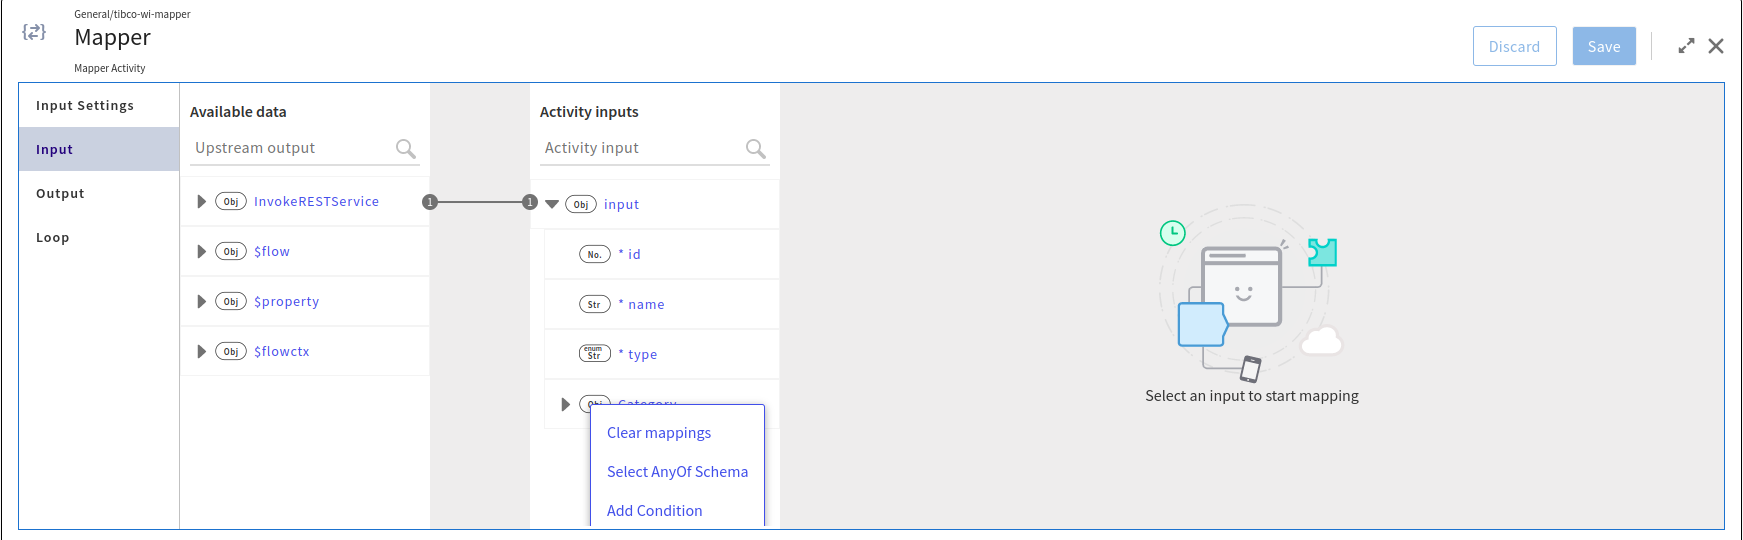 General/tibco-wi-mapper
Mapper
Mapper Activity
Discard
Save
Input Settings
Input
Output
Loop
Available data
Upstream output
Obj InvokeRESTService
Obj $flow
Obj $property
Obj $flowctx
1
1
Activity inputs
Activity input
Obj input
No. * id
Str * name
enum
Str * type
Obj Category
Clear mappings
Select AnyOf Schema
Add Condition
Select an input to start mapping